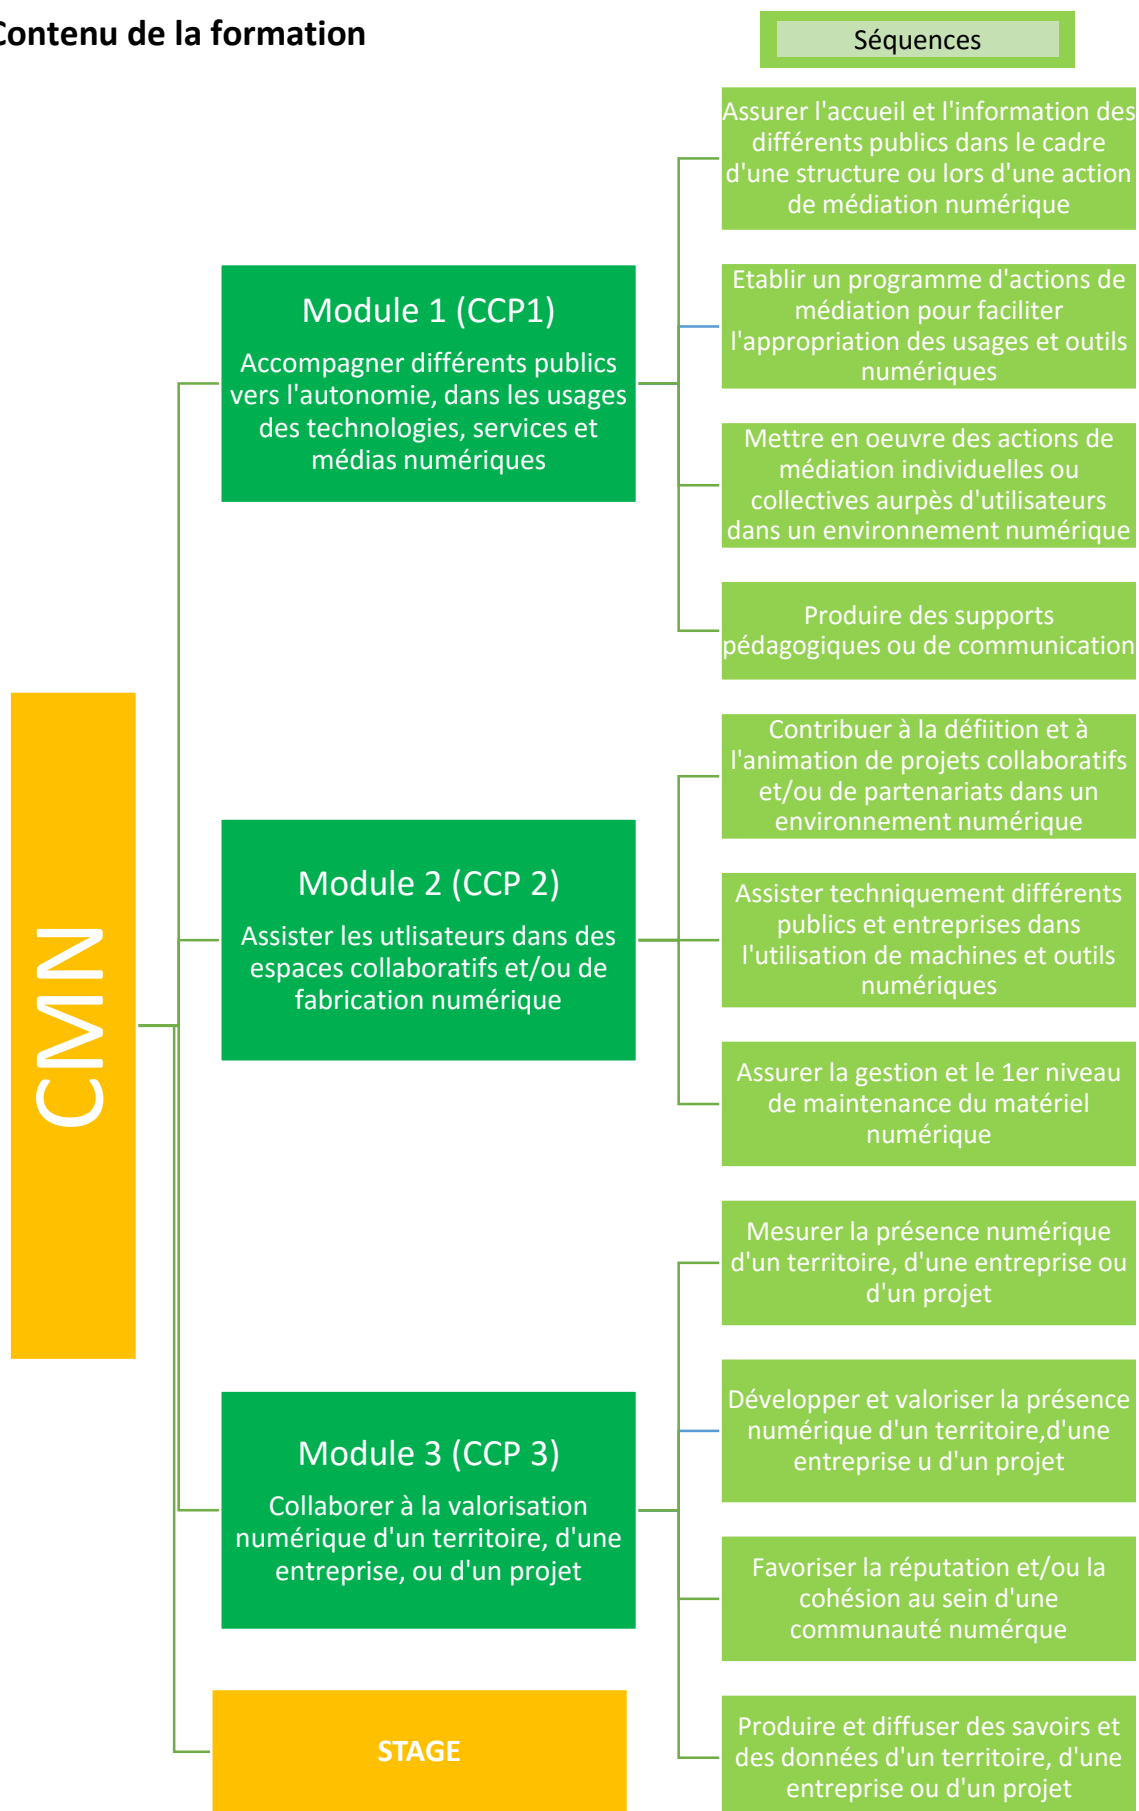 Contenu de la formation
Séquences
CMN
Module 1 (CCP1)
Accompagner différents publics
vers l'autonomie, dans les usages
des technologies, services et
médias numériques
Assurer l'accueil et l'information des
différents publics dans le cadre
d'une structure ou lors d'une action
de médiation numérique
Etablir un programme d'actions de
médiation pour faciliter
l'appropriation des usages et outils
numériques
Mettre en oeuvre des actions de
médiation individuelles ou
collectives aurpès d'utilisateurs
dans un environnement numérique
Produire des supports
pédagogiques ou de communication
Module 2 (CCP 2)
Assister les utlisateurs dans des
espaces collaboratifs et/ou de
fabrication numérique
Contribuer à la défiition et à
l'animation de projets collaboratifs
et/ou de partenariats dans un
environnement numérique
Assister techniquement différents
publics et entreprises dans
l'utilisation de machines et outils
numériques
Assurer la gestion et le 1er niveau
de maintenance du matériel
numérique
Module 3 (CCP 3)
Collaborer à la valorisation
numérique d'un territoire, d'une
entreprise, ou d'un projet
Mesurer la présence numérique
d'un territoire, d'une entreprise ou
d'un projet
Développer et valoriser la présence
numérique d'un territoire,d'une
entreprise u d'un projet
Favoriser la réputation et/ou la
cohésion au sein d'une
communauté numérque
Produire et diffuser des savoirs et
des données d'un territoire, d'une
entreprise ou d'un projet
STAGE